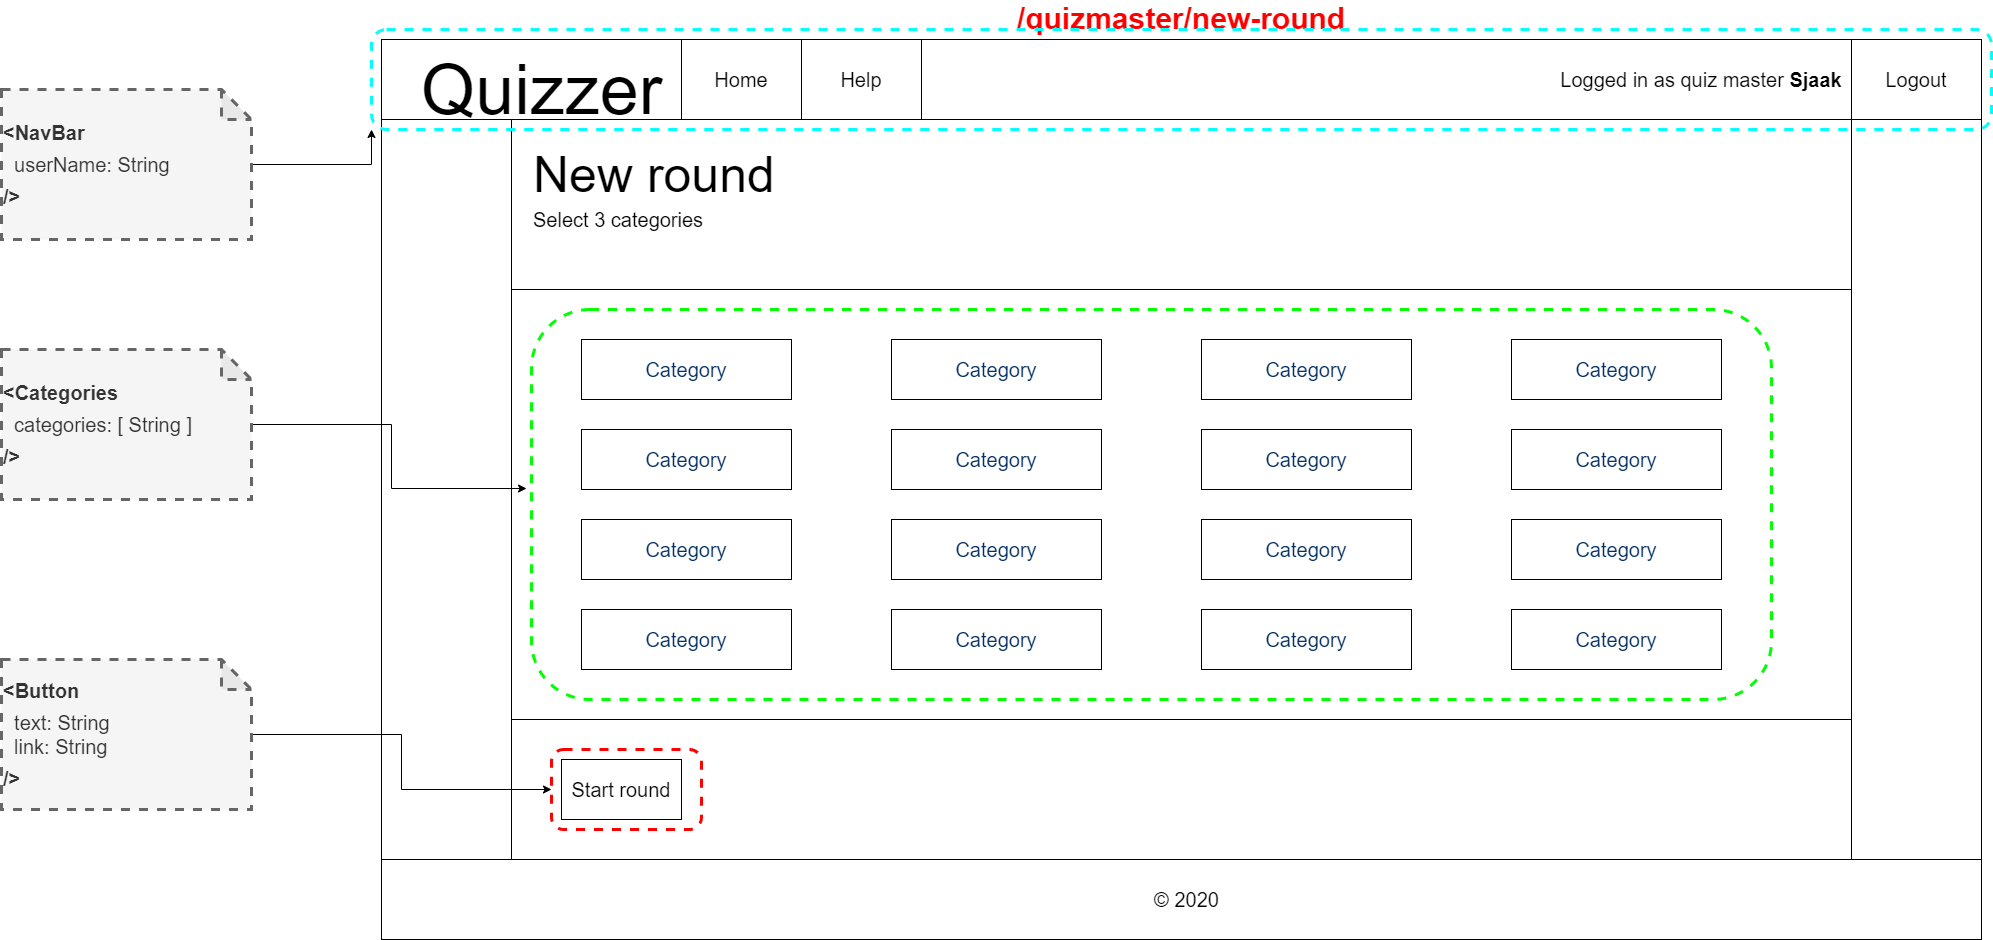 /quizmaster/new-round
Quizzer
Home
Help
Logged in as quiz master Sjaak
Logout
<NavBar
userName: String
/>
New round
Select 3 categories
<Categories
categories: [ String ]
/>
Category Category Category Category
Category Category Category Category
Category Category Category Category
Category Category Category Category
<Button
text: String
link: String
/>
Start round
© 2020